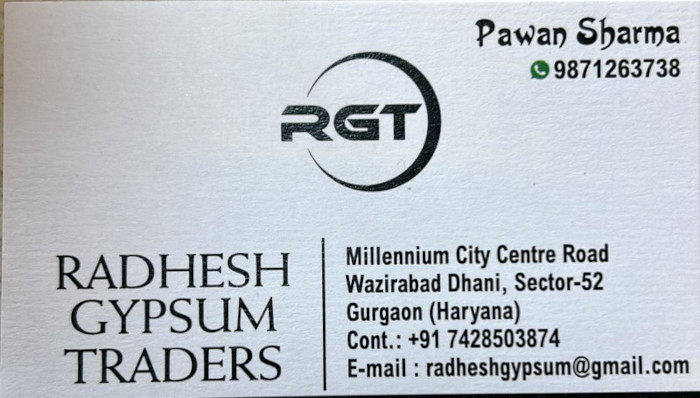 Pawan Sharma
9871263738
RGT
RADHESH
GYPSUM
TRADERS
Millennium City Centre Road
Wazirabad Dhani, Sector-52
Gurgaon (Haryana)
Cont.: +91 7428503874
E-mail : radheshgypsum@gmail.com